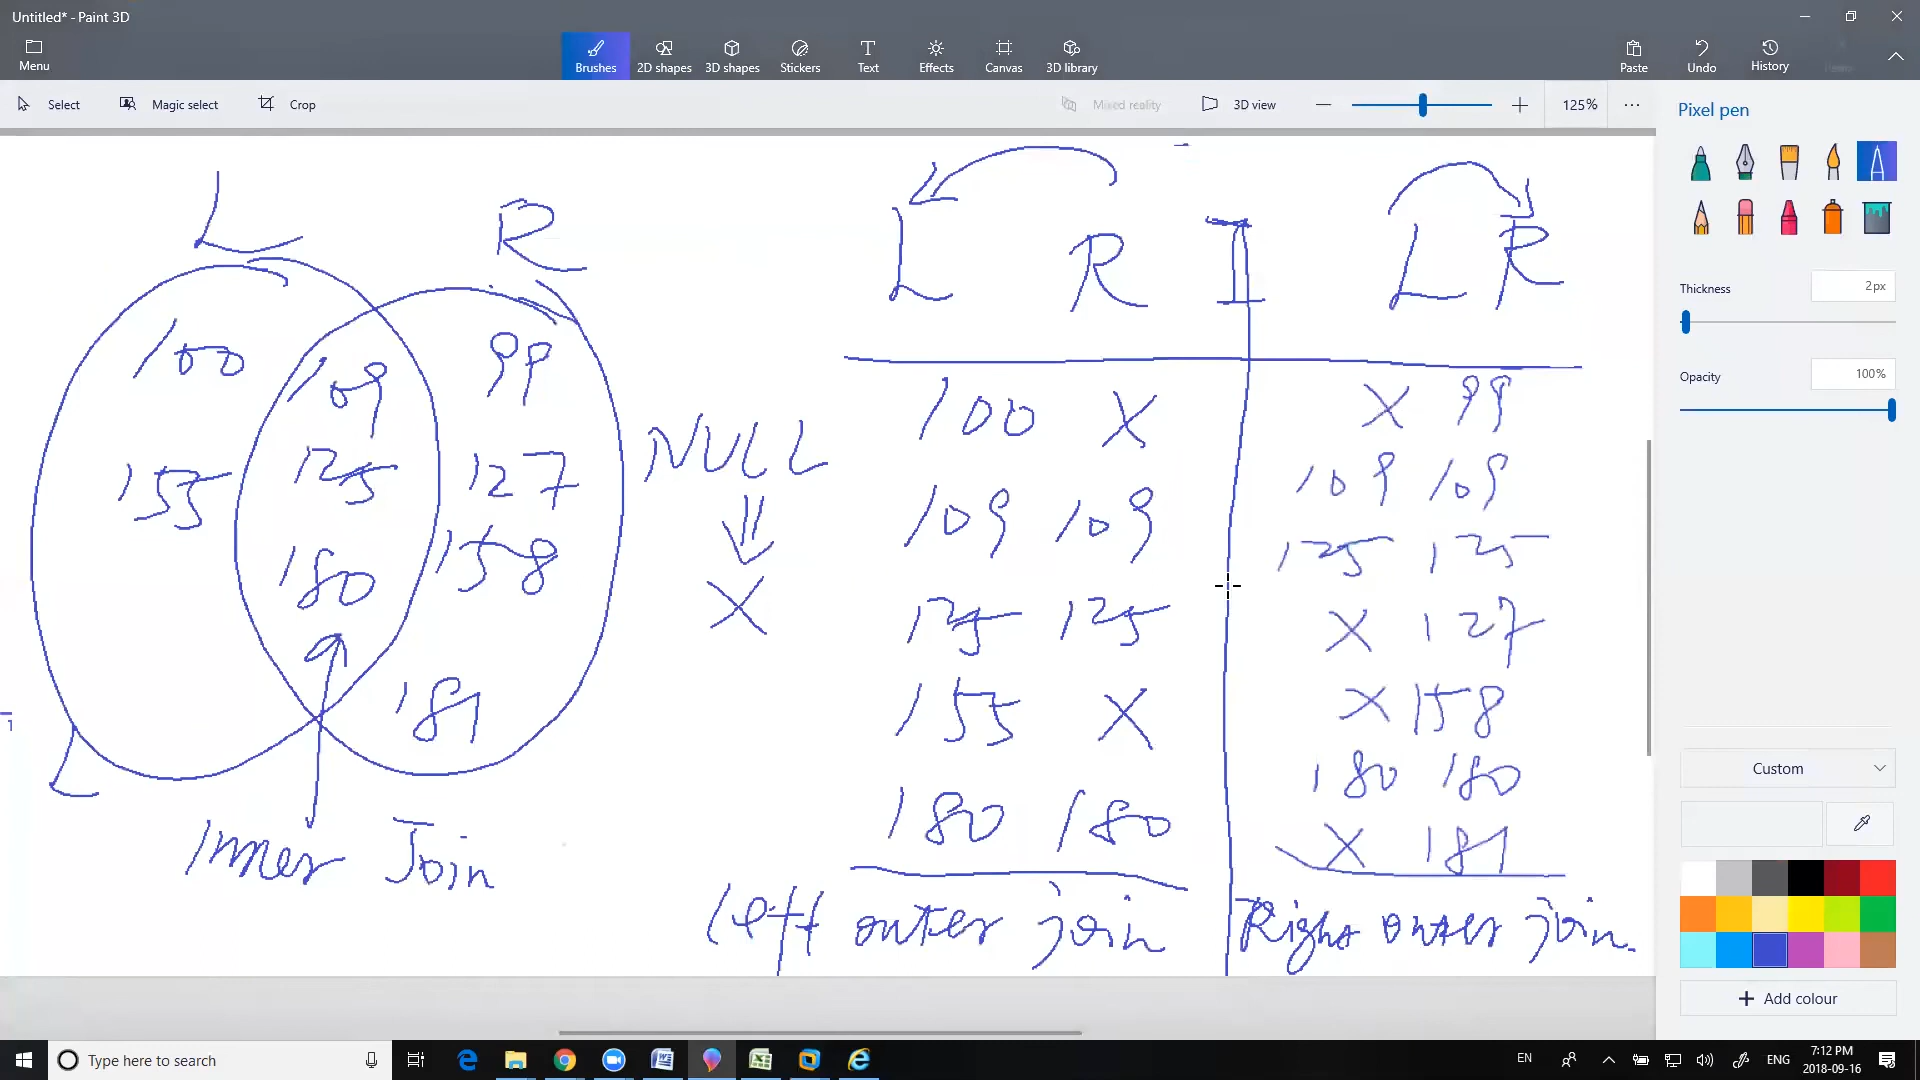 Untitled* - Paint 3D
Menu
Brushes
2D shapes
3D shapes
Stickers
Text
Effects
Canvas
3D library
Paste
Undo
History
Select
Magic select
Crop
Mixed reality
3D view
125%
Pixel pen
Thickness
2px
Opacity
100%
Custom
Add colour
L R
100 109 99
155 125 127
180 158
181
L
Inner Join
NULL
X
L R I L R
100 X
109 109
125 125
155 X
180 180
Left outer join
X 99
109 109
125 125
X 127
X 158
180 180
X 181
Right outer join.
Type here to search
EN
ENG
7:12 PM
2018-09-16